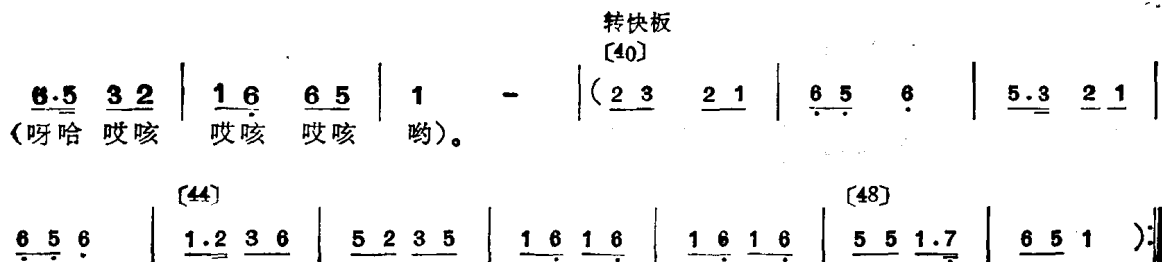 转快板
〔40〕
6.5 3 2 | 1 6 6 5 | 1 - |( 2 3 2 1 | 6 5 6 | 5.3 2 1 |
(呀哈 哎咳 哎咳 哎咳 哟)。
〔44〕 〔48〕
6 5 6 | 1.2 3 6 | 5 2 3 5 | 1 6 1 6 | 1 6 1 6 | 5 5 1.7 | 6 5 1 ):‖